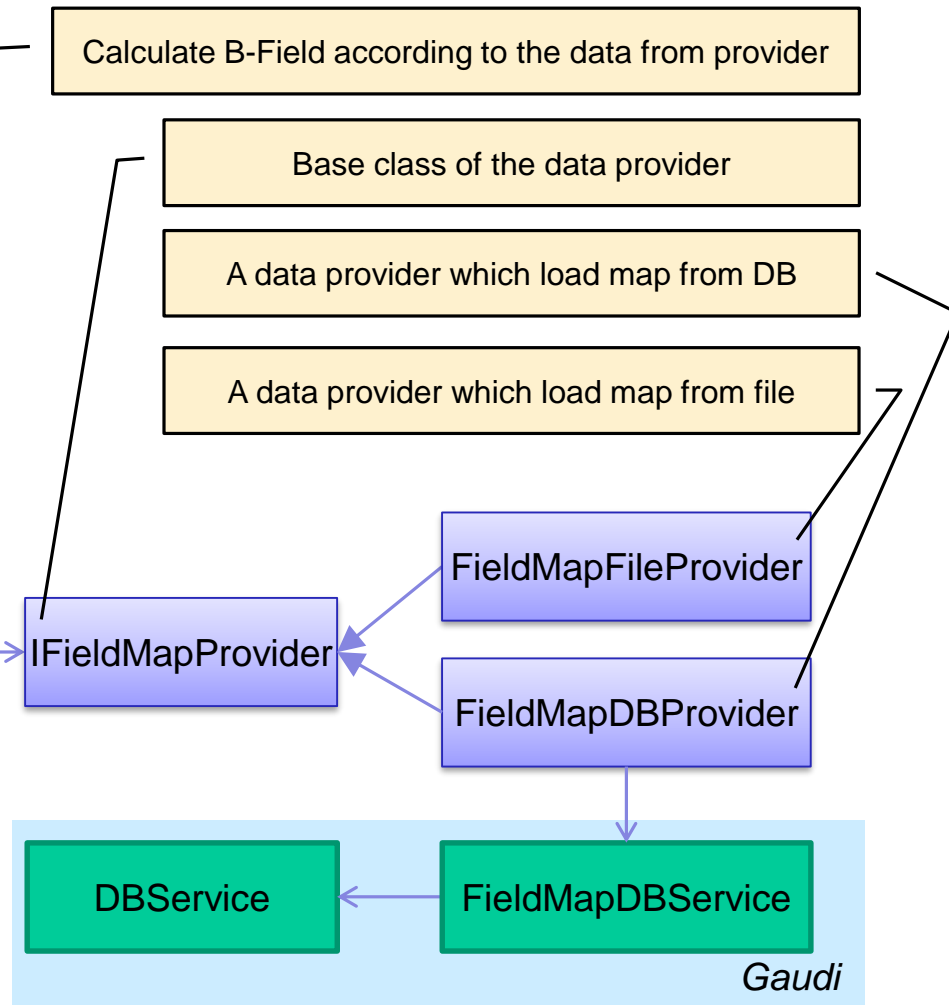 Calculate B-Field according to the data from provider
Base class of the data provider
A data provider which load map from DB
A data provider which load map from file
FieldMapFileProvider
IFieldMapProvider
FieldMapDBProvider
DBService
FieldMapDBService
Gaudi